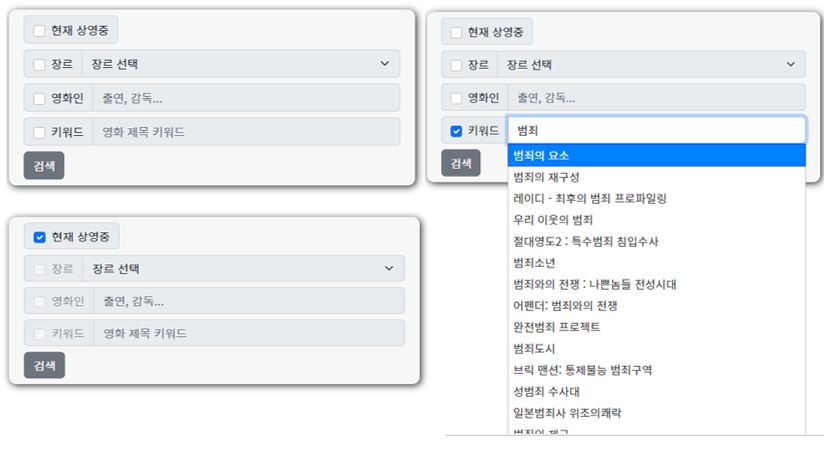 현재 상영중
장르 장르 선택
영화인 출연, 감독...
키워드 영화 제목 키워드
검색
현재 상영중
장르 장르 선택
영화인 출연, 감독...
키워드 범죄
검색
범죄의 요소
범죄의 재구성
레이디 - 최후의 범죄 프로파일링
우리 이웃의 범죄
절대영도2 : 특수범죄 침입수사
범죄소년
범죄와의 전쟁 : 나쁜놈들 전성시대
어펜더: 범죄와의 전쟁
완전범죄 프로젝트
범죄도시
브릭 맨션: 통제불능 범죄구역
성범죄 수사대
일본범죄사 위조의쾌락
현재 상영중
장르 장르 선택
영화인 출연, 감독...
키워드 영화 제목 키워드
검색